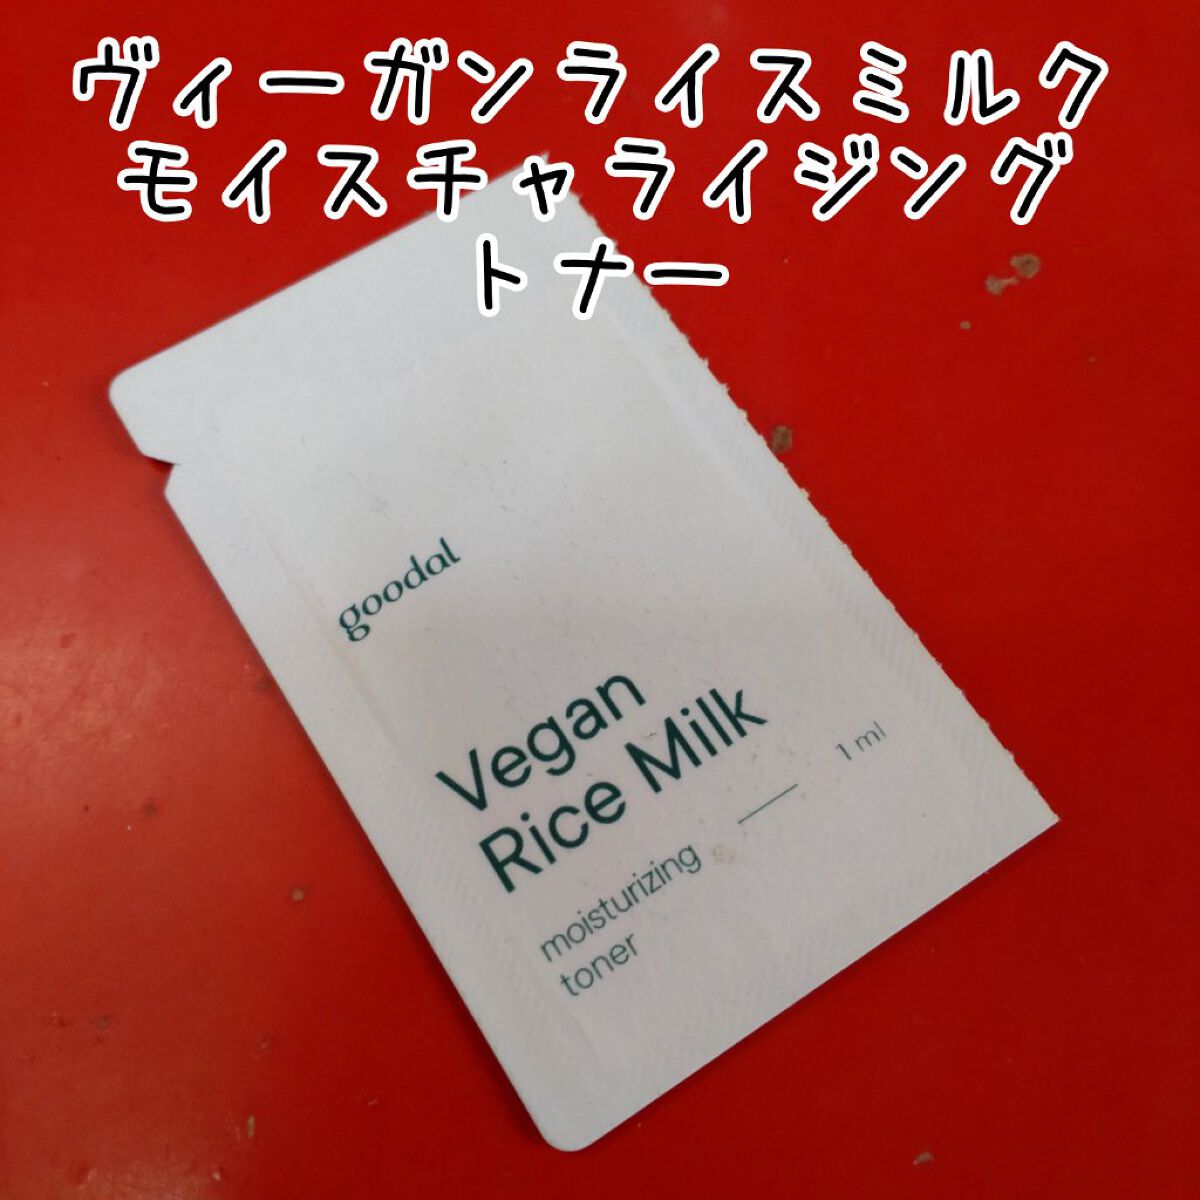 ヴィーガンライスミルク
モイスチャライジング
トナー
goodal
Vegan
Rice Milk
moisturizing
toner
1 ml